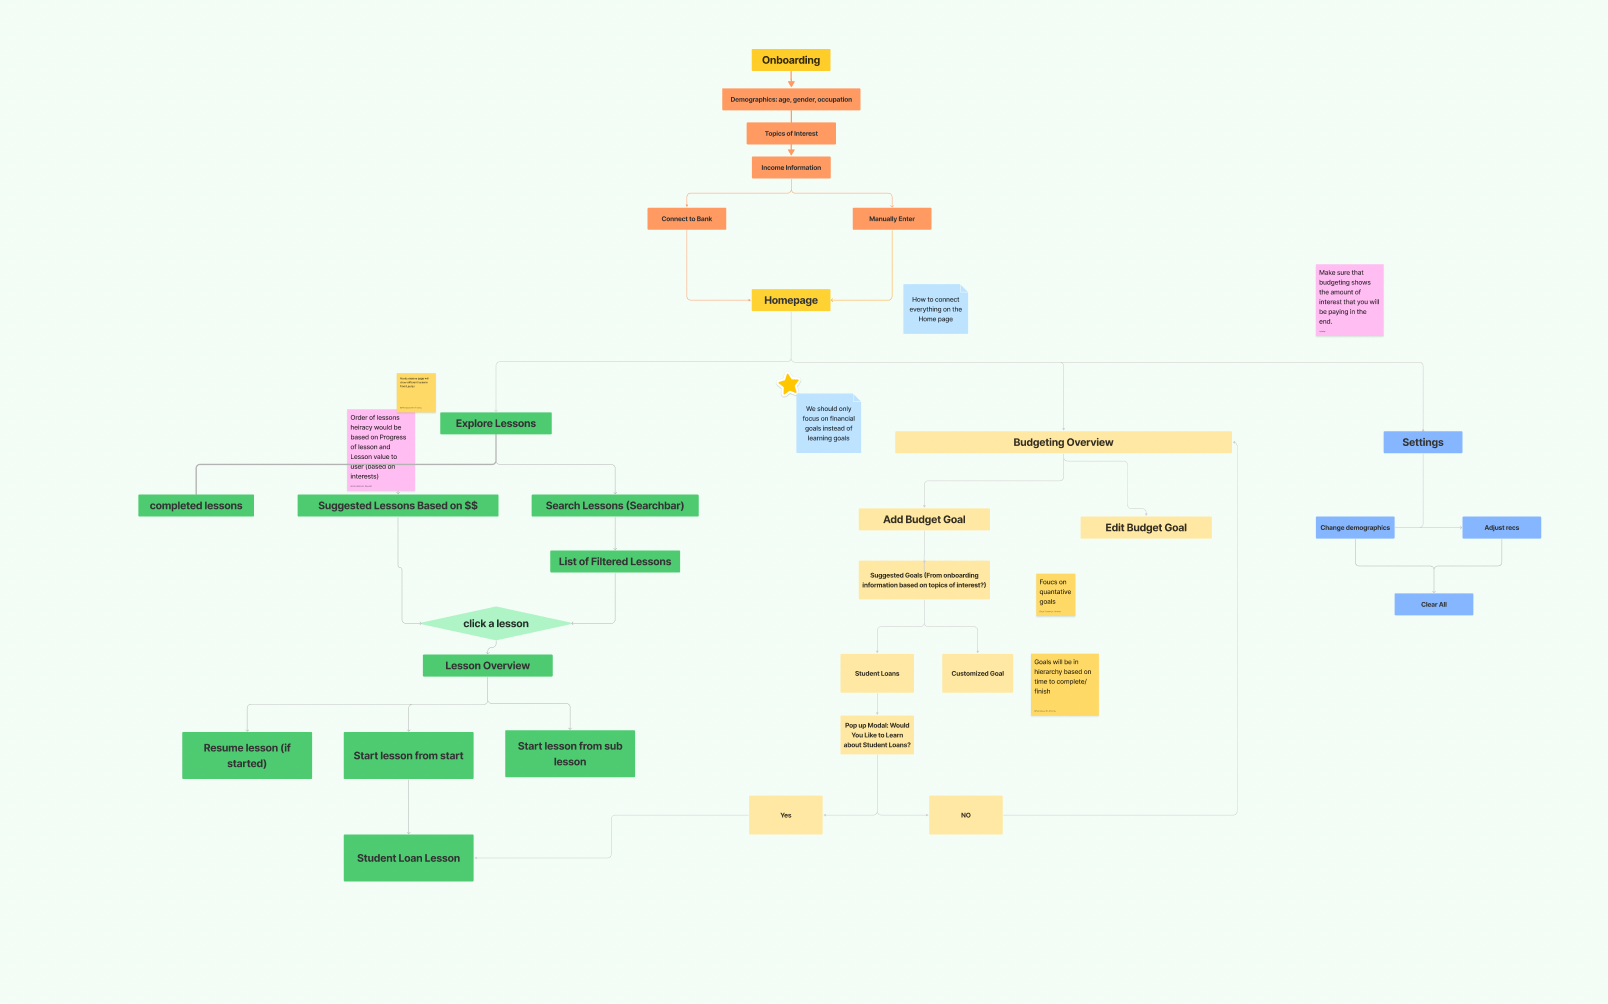 Onboarding
Demographics: age, gender, occupation
Topics of Interest
Income Information
Connect to Bank
Manually Enter
Homepage
How to connect
everything on the
Home page
Make sure that
budgeting shows
the amount of
interest that you will
be paying in the
end.
We should only
focus on financial
goals instead of
learning goals
Order of lessons
heiracy would be
based on Progress
of lesson and
Lesson value to
user (based on
interests)
Explore Lessons
completed lessons
Suggested Lessons Based on $$
Search Lessons (Searchbar)
List of Filtered Lessons
click a lesson
Lesson Overview
Resume lesson (if
started)
Start lesson from start
Start lesson from sub
lesson
Student Loan Lesson
Budgeting Overview
Add Budget Goal
Edit Budget Goal
Suggested Goals (From onboarding
information based on topics of interest?)
Foucs on
quantative
goals
Student Loans
Customized Goal
Goals will be in
hierarchy based on
time to complete/
finish
Pop up Modal: Would
You Like to Learn
about Student Loans?
Yes
NO
Settings
Change demographics
Adjust recs
Clear All